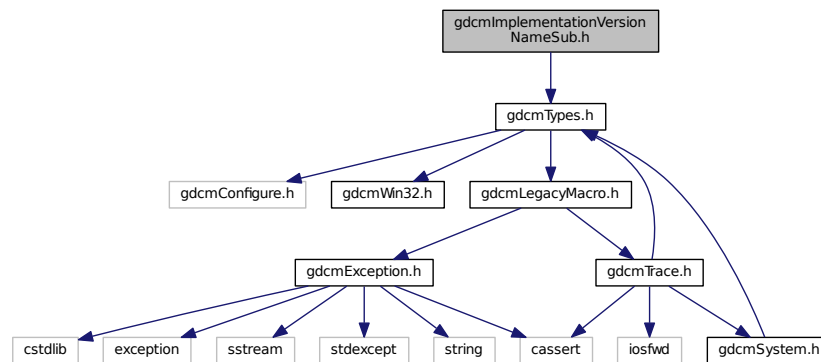 gdcmImplementationVersion
NameSub.h
gdcmTypes.h
gdcmConfigure.h
gdcmWin32.h
gdcmLegacyMacro.h
gdcmException.h
gdcmTrace.h
cstdlib
exception
sstream
stdexcept
string
cassert
iosfwd
gdcmSystem.h